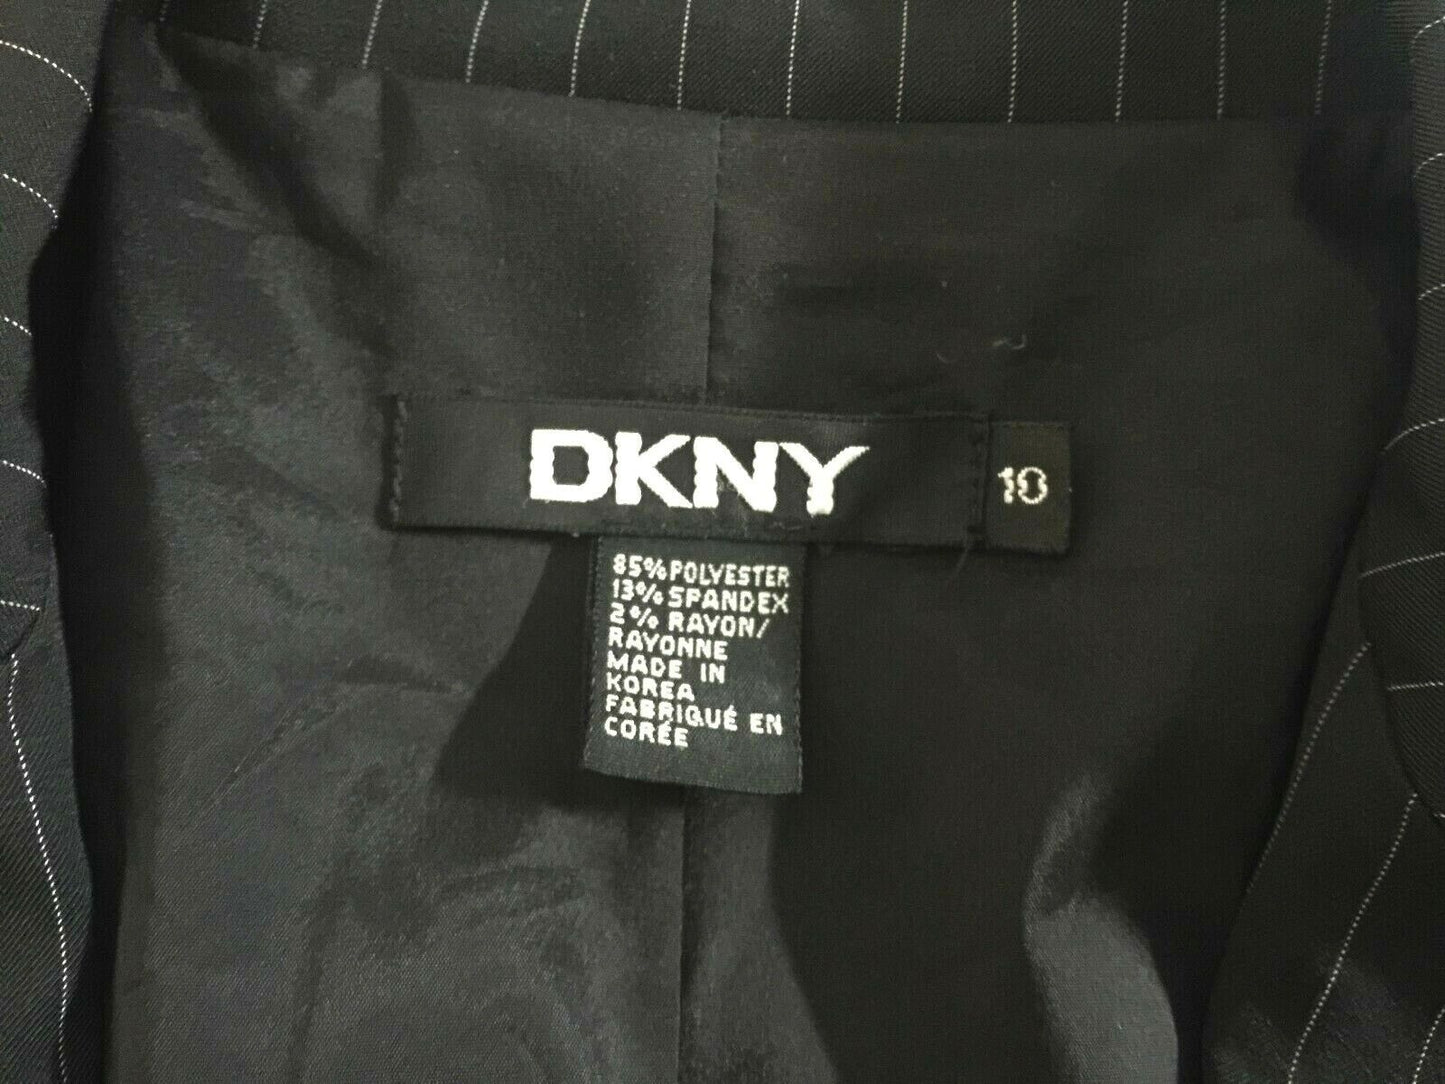 DKNY
10
85% POLYESTER
13% SPANDEX
2% RAYON/
RAYONNE
MADE IN
KOREA
FABRIQUÉ EN
CORÉE